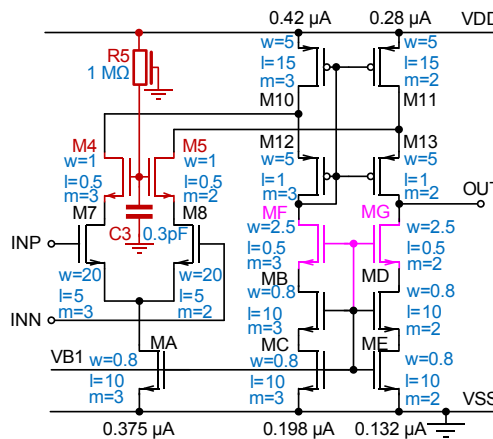 0.42 µA 0.28 µA VDD
R5
1 MΩ
w=5
l=15
m=3
M10
w=5
l=15
m=2
M11
M4
w=1
l=0.5
m=3
M5
w=1
l=0.5
m=2
M12
w=5
l=1
m=3
M13
w=5
l=1
m=2
OUT
M7
M8
C3 0.3pF
MF
w=2.5
l=0.5
m=3
MG
w=2.5
l=0.5
m=2
INP
w=20
l=5
m=3
w=20
l=5
m=2
INN
MB
w=0.8
l=10
m=3
MD
w=0.8
l=10
m=2
VB1
MA
w=0.8
l=10
m=3
MC
w=0.8
l=10
m=3
ME
w=0.8
l=10
m=2
VSS
0.375 µA 0.198 µA 0.132 µA